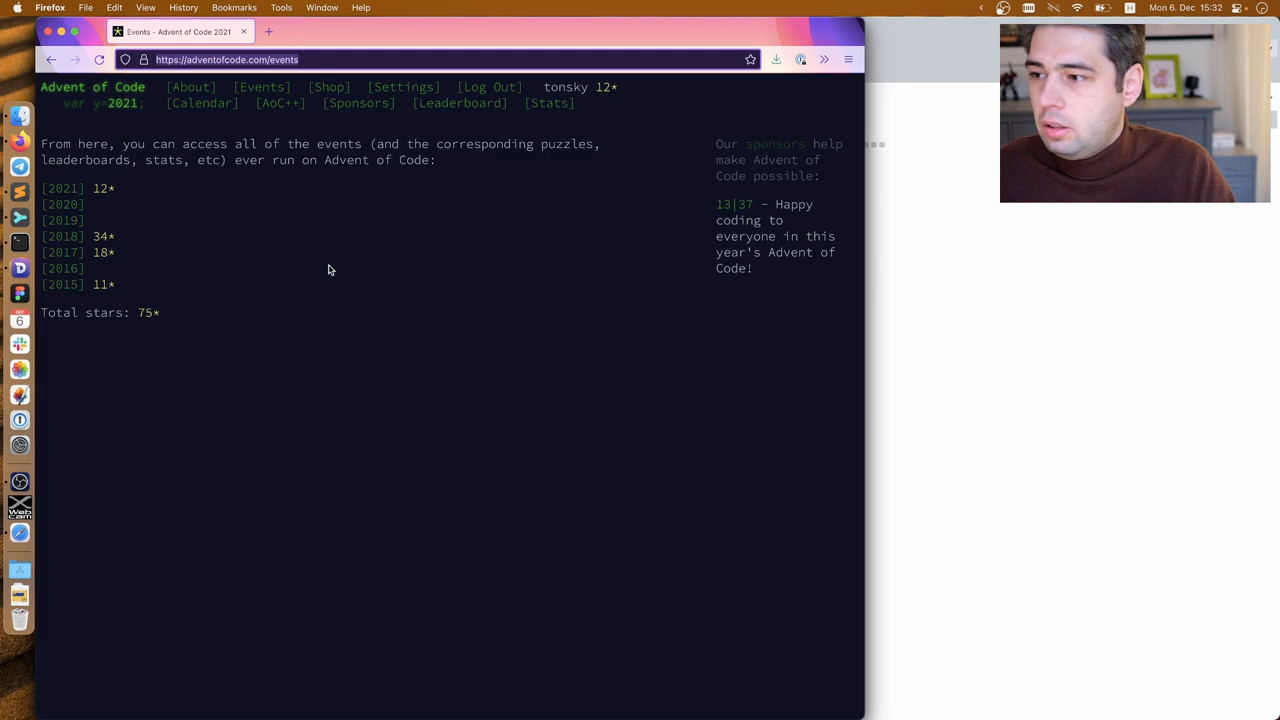 Firefox File Edit View History Bookmarks Tools Window Help
Mon 6. Dec 15:32
Events - Advent of Code 2021
https://adventofcode.com/events
Advent of Code [About] [Events] [Shop] [Settings] [Log Out] tonsky 12*
var y=2021; [Calendar] [AoC++] [Sponsors] [Leaderboard] [Stats]
From here, you can access all of the events (and the corresponding puzzles,
leaderboards, stats, etc) ever run on Advent of Code:
[2021] 12*
[2020]
[2019]
[2018] 34*
[2017] 18*
[2016]
[2015] 11*
Total stars: 75*
Our sponsors help
make Advent of
Code possible:
13|37 - Happy
coding to
everyone in this
year's Advent of
Code!
DEC
6
Web
cam